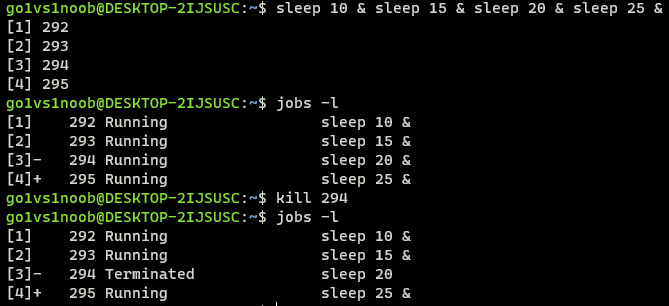 go1vs1noob@DESKTOP-2IJSUSC:~$ sleep 10 & sleep 15 & sleep 20 & sleep 25 &
[1] 292
[2] 293
[3] 294
[4] 295
go1vs1noob@DESKTOP-2IJSUSC:~$ jobs -l
[1]    292 Running                 sleep 10 &
[2]    293 Running                 sleep 15 &
[3]-   294 Running                 sleep 20 &
[4]+   295 Running                 sleep 25 &
go1vs1noob@DESKTOP-2IJSUSC:~$ kill 294
go1vs1noob@DESKTOP-2IJSUSC:~$ jobs -l
[1]    292 Running                 sleep 10 &
[2]    293 Running                 sleep 15 &
[3]-   294 Terminated              sleep 20
[4]+   295 Running                 sleep 25 &